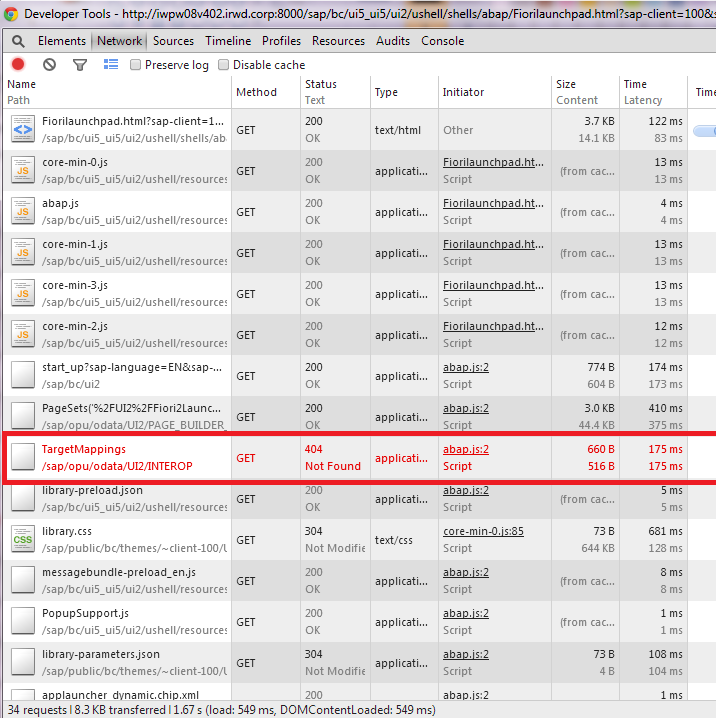 Developer Tools - http://iwpw08v402.irwd.corp:8000/sap/bc/ui5_ui5/ui2/ushell/shells/abap/Fiorilaunchpad.html?sap-client=100&s
Elements Network Sources Timeline Profiles Resources Audits Console
Preserve log Disable cache
Name Path Method Status Text Type Initiator Size Content Time Latency Time
Fiorilaunchpad.html?sap-client=1... GET 200 text/html Other 3.7 KB 122 ms
/sap/bc/ui5_ui5/ui2/ushell/shells/ab OK 14.1 KB 83 ms
core-min-0.js GET 200 applicati... Fiorilaunchpad.ht... (from cac... 13 ms
/sap/bc/ui5_ui5/ui2/ushell/resources OK Script 13 ms
abap.js GET 200 applicati... Fiorilaunchpad.ht... (from cac... 4 ms
/sap/bc/ui5_ui5/ui2/ushell/resources OK Script 4 ms
core-min-1.js GET 200 applicati... Fiorilaunchpad.ht... (from cac... 13 ms
/sap/bc/ui5_ui5/ui2/ushell/resources OK Script 13 ms
core-min-3.js GET 200 applicati... Fiorilaunchpad.ht... (from cac... 13 ms
/sap/bc/ui5_ui5/ui2/ushell/resources OK Script 13 ms
core-min-2.js GET 200 applicati... Fiorilaunchpad.ht... (from cac... 12 ms
/sap/bc/ui5_ui5/ui2/ushell/resources OK Script 12 ms
start_up?sap-language=EN&sap-... GET 200 applicati... abap.js:2 774 B 174 ms
/sap/bc/ui2 OK Script 604 B 173 ms
PageSets('%2FUI2%2FFiori2Launc... GET 200 applicati... abap.js:2 3.0 KB 410 ms
/sap/opu/odata/UI2/PAGE_BUILDER_ OK Script 44.4 KB 375 ms
TargetMappings GET 404 applicati... abap.js:2 660 B 175 ms
/sap/opu/odata/UI2/INTEROP Not Found Script 516 B 175 ms
library-preload.json GET 200 applicati... abap.js:2 (from cac... 5 ms
/sap/bc/ui5_ui5/ui2/ushell/resources OK Script 5 ms
library.css GET 304 text/css core-min-0.js:85 73 B 681 ms
/sap/public/bc/themes/~client-100/U Not Modifie Script 644 KB 128 ms
messagebundle-preload_en.js GET 200 applicati... abap.js:2 (from cac... 8 ms
/sap/bc/ui5_ui5/ui2/ushell/resources OK Script 8 ms
PopupSupport.js GET 200 applicati... abap.js:2 (from cac... 1 ms
/sap/bc/ui5_ui5/ui2/ushell/resources OK Script 1 ms
library-parameters.json GET 304 applicati... abap.js:2 73 B 108 ms
/sap/public/bc/themes/~client-100/U Not Modifie Script 4 B 104 ms
applauncher_dynamic.chip.xml 200 abap.js:2 1 ms
34 requests | 8.3 KB transferred | 1.67 s (load: 549 ms, DOMContentLoaded: 549 ms)